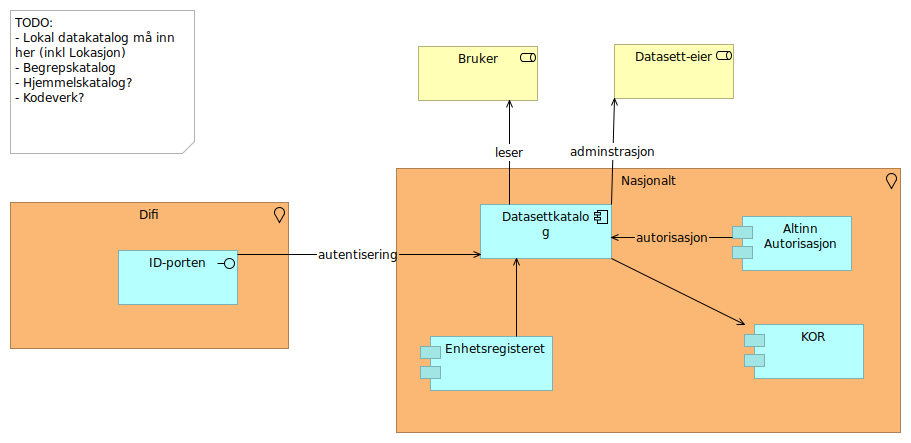 TODO:
- Lokal datakatalog må inn
her (inkl Lokasjon)
- Begrepskatalog
- Hjemmelskatalog?
- Kodeverk?
Bruker
Datasett-eier
leser
adminstrasjon
Nasjonalt
Difi
ID-porten
autentisering
Datasettkatalo
g
autorisasjon
Altinn
Autorisasjon
Enhetsregisteret
KOR